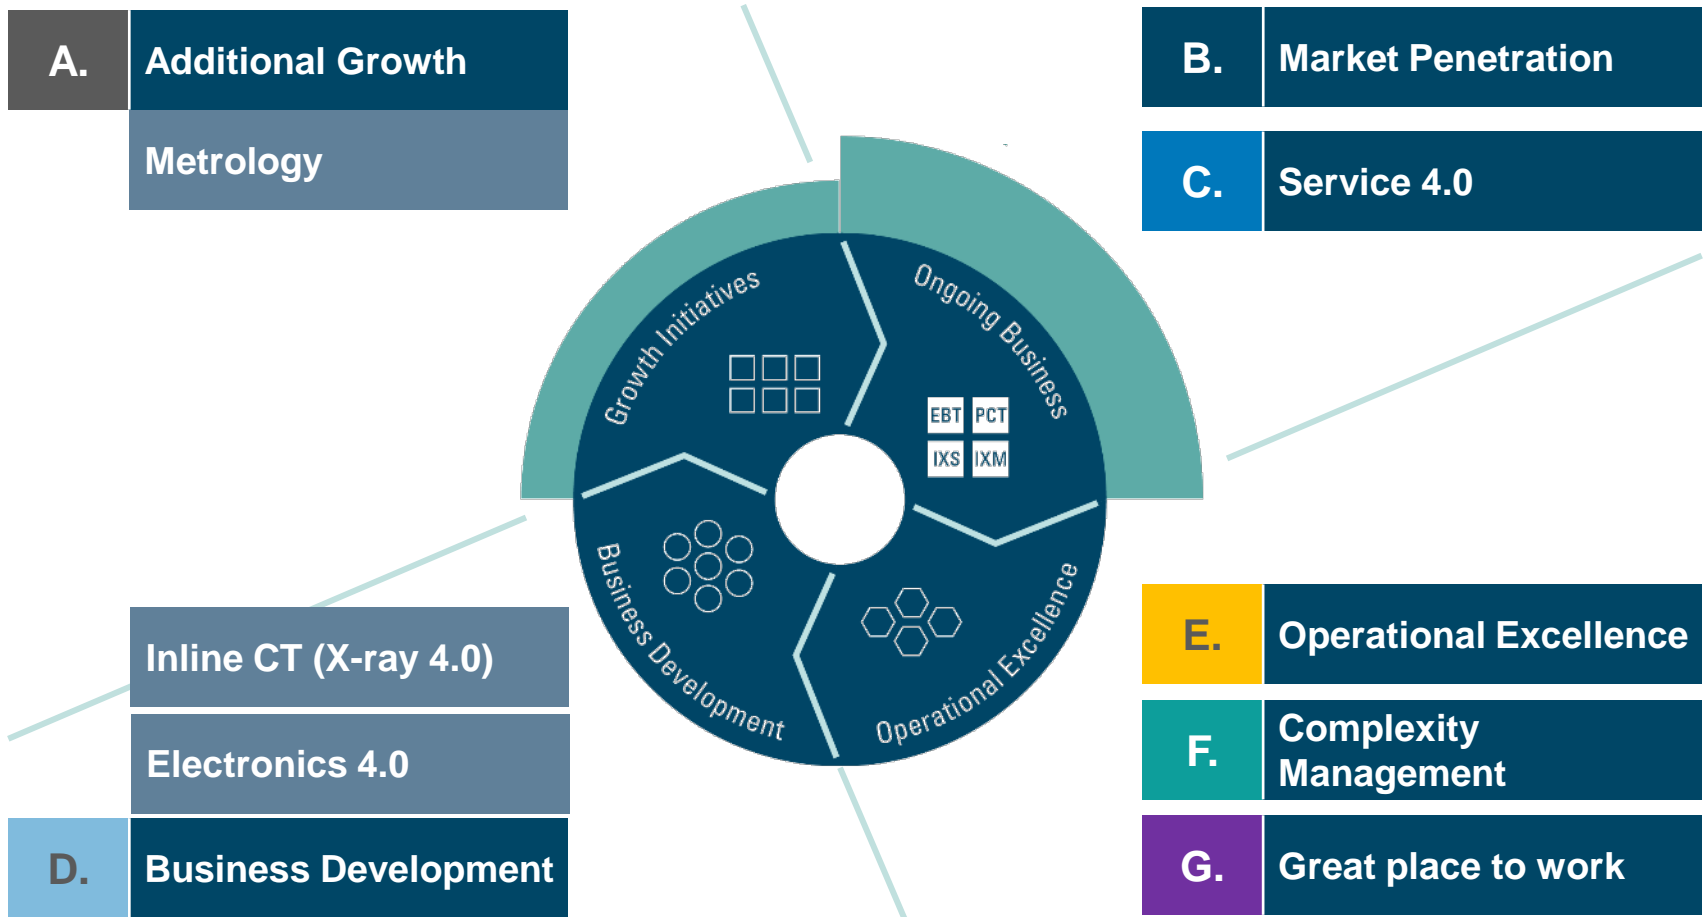 A. Additional Growth
Metrology
B. Market Penetration
C. Service 4.0
Growth Initiatives
Ongoing Business
EBT PCT
IXS IXM
Business Development
Operational Excellence
Inline CT (X-ray 4.0)
Electronics 4.0
D. Business Development
E. Operational Excellence
F. Complexity
Management
G. Great place to work